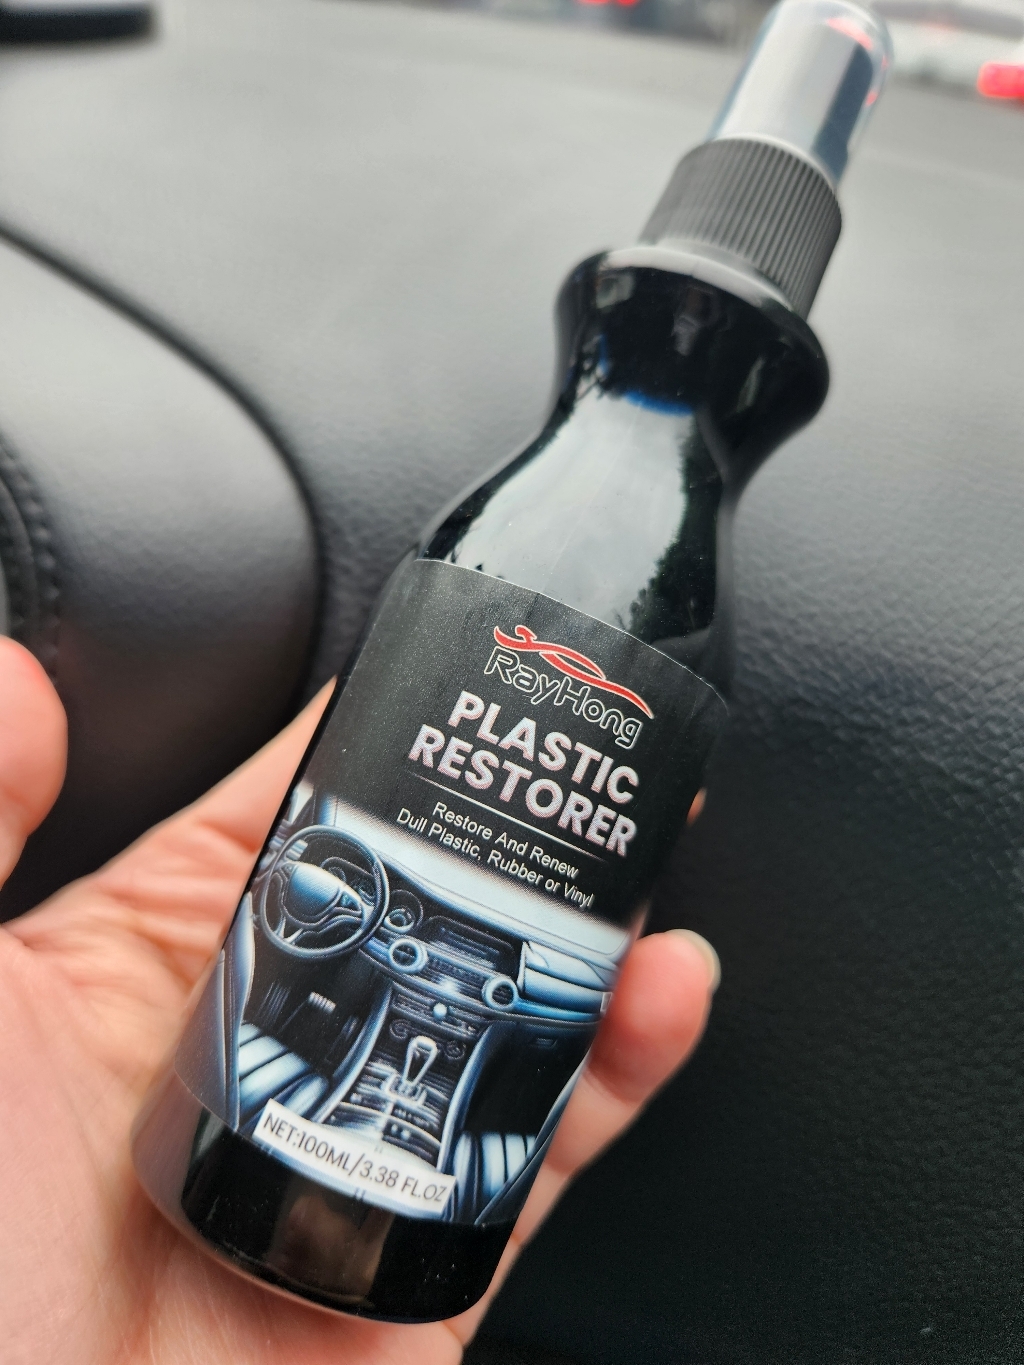 RayHong
PLASTIC
RESTORER
Restore And Renew
Dull Plastic, Rubber or Vinyl
NET:100ML/3.38 FL.OZ